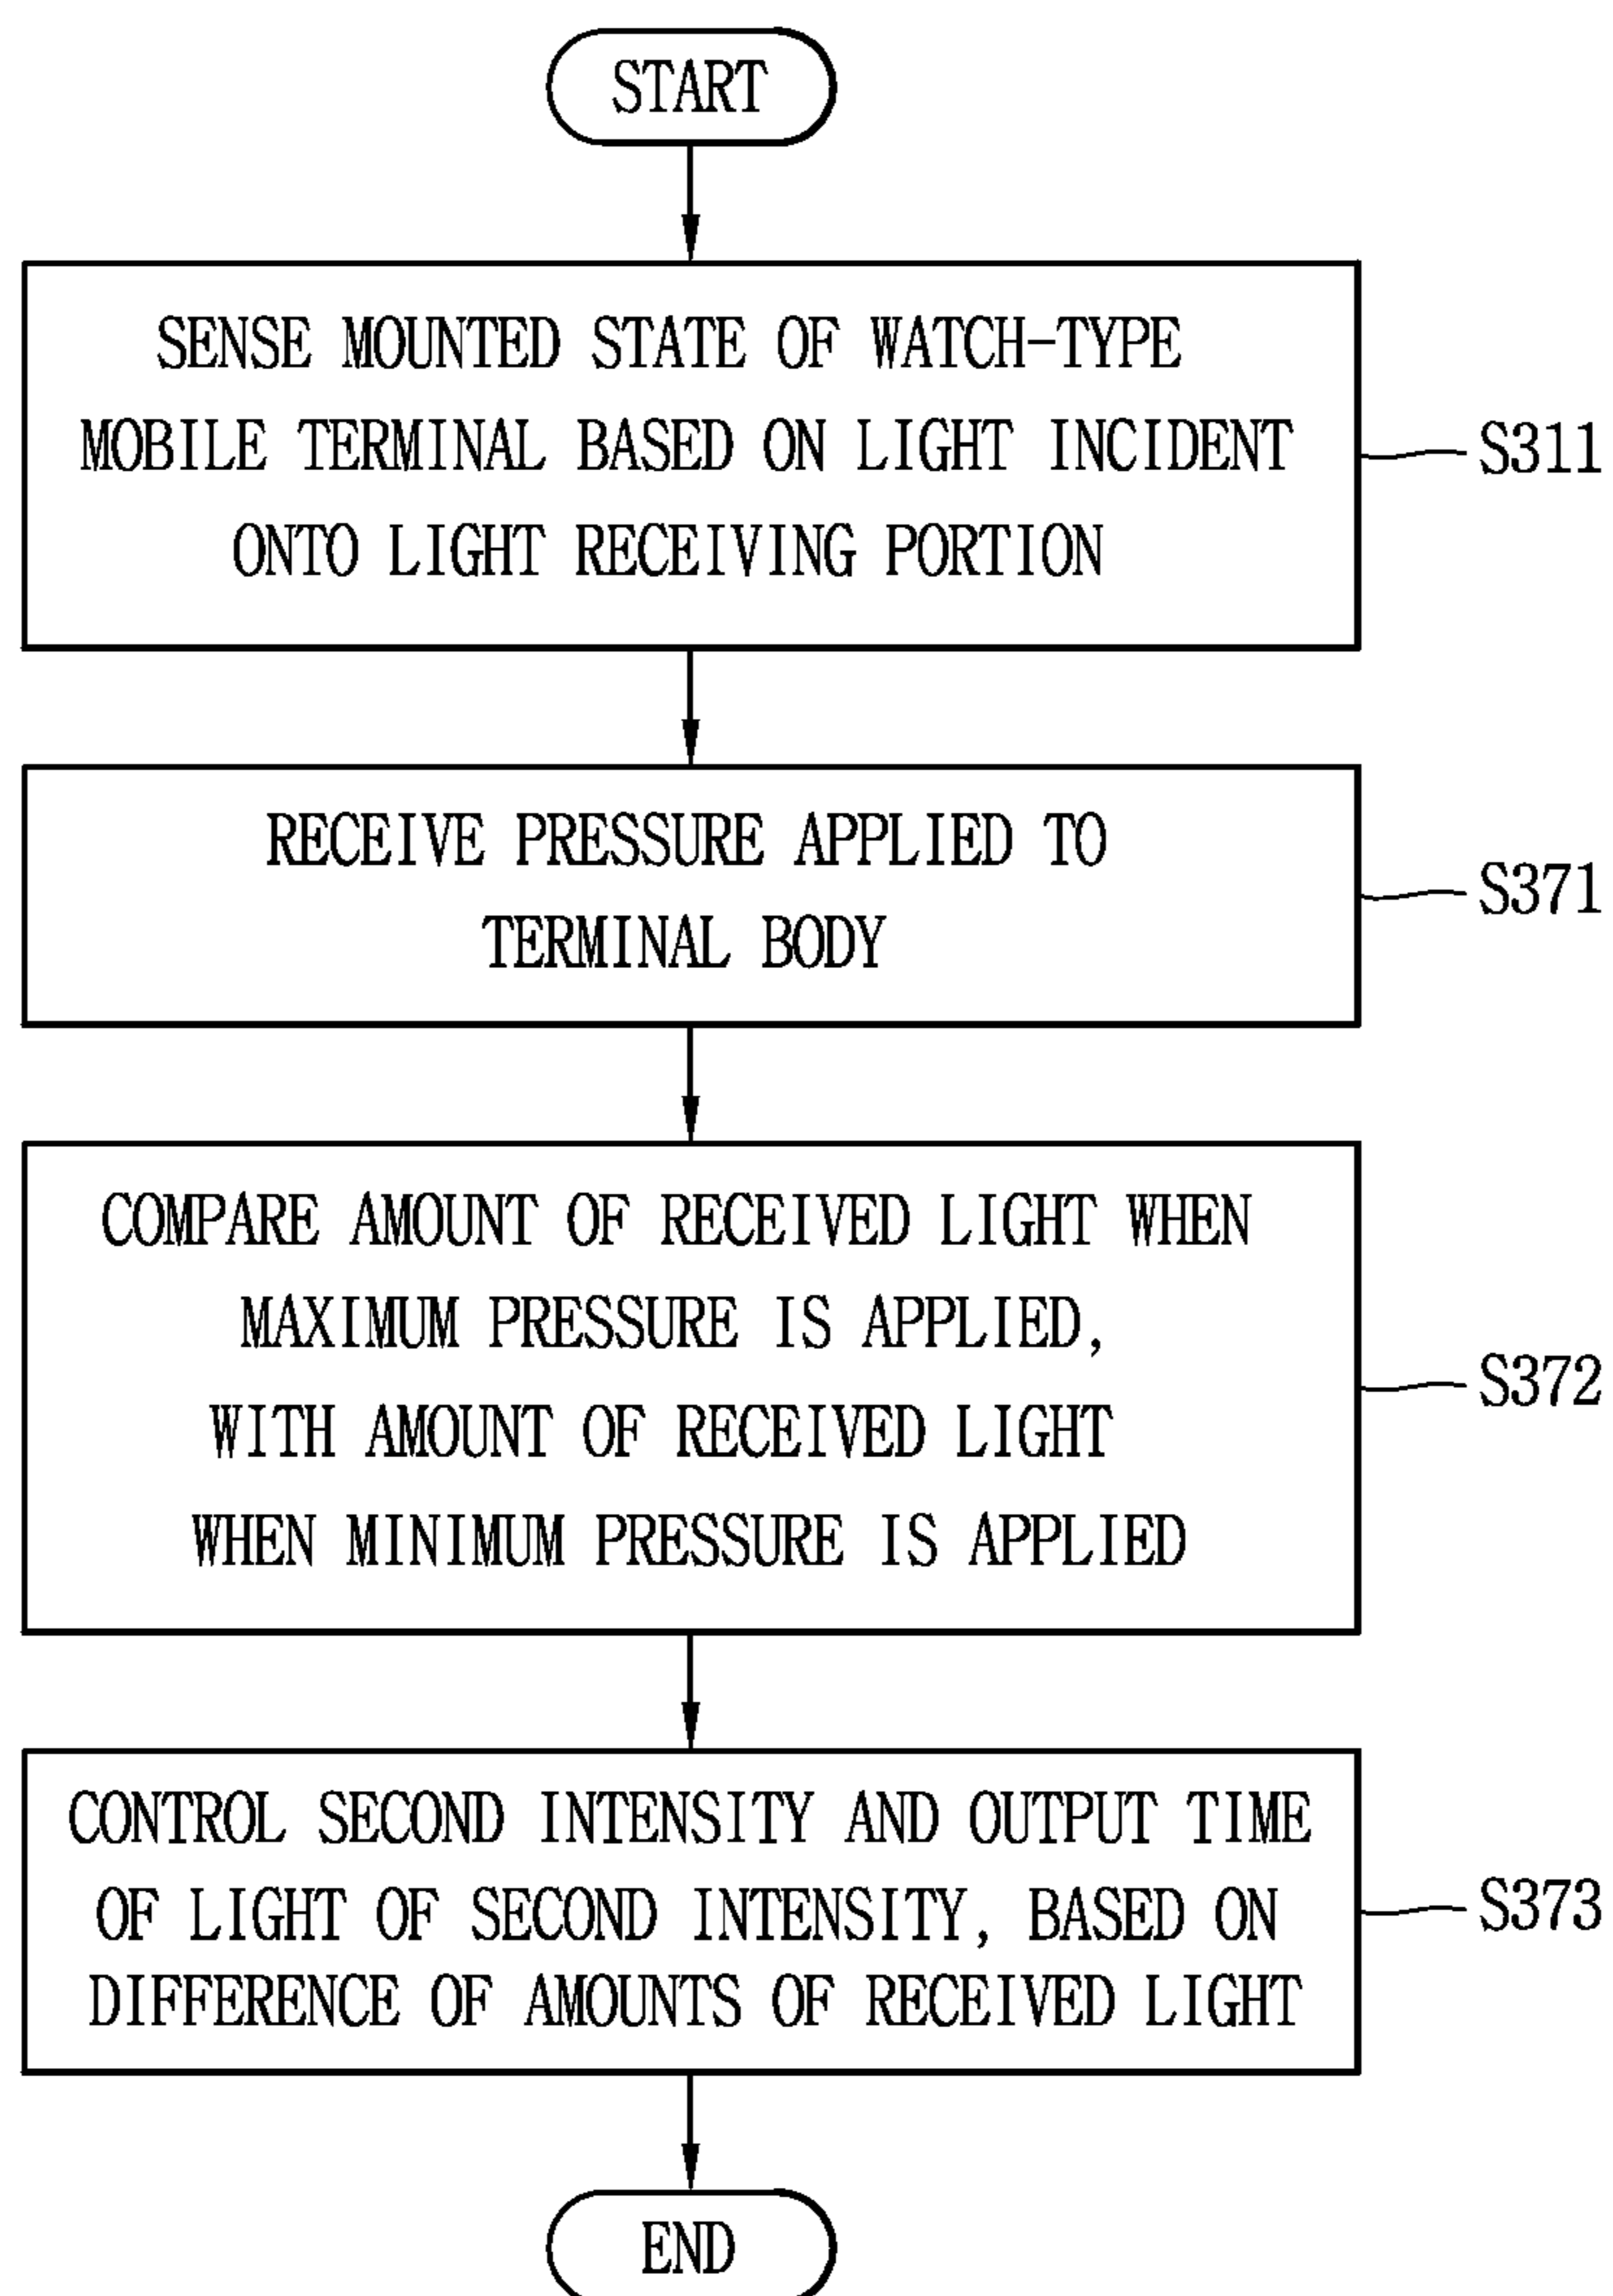 START
SENSE MOUNTED STATE OF WATCH-TYPE
MOBILE TERMINAL BASED ON LIGHT INCIDENT
ONTO LIGHT RECEIVING PORTION
S311
RECEIVE PRESSURE APPLIED TO
TERMINAL BODY
S371
COMPARE AMOUNT OF RECEIVED LIGHT WHEN
MAXIMUM PRESSURE IS APPLIED,
WITH AMOUNT OF RECEIVED LIGHT
WHEN MINIMUM PRESSURE IS APPLIED
S372
CONTROL SECOND INTENSITY AND OUTPUT TIME
OF LIGHT OF SECOND INTENSITY, BASED ON
DIFFERENCE OF AMOUNTS OF RECEIVED LIGHT
S373
END